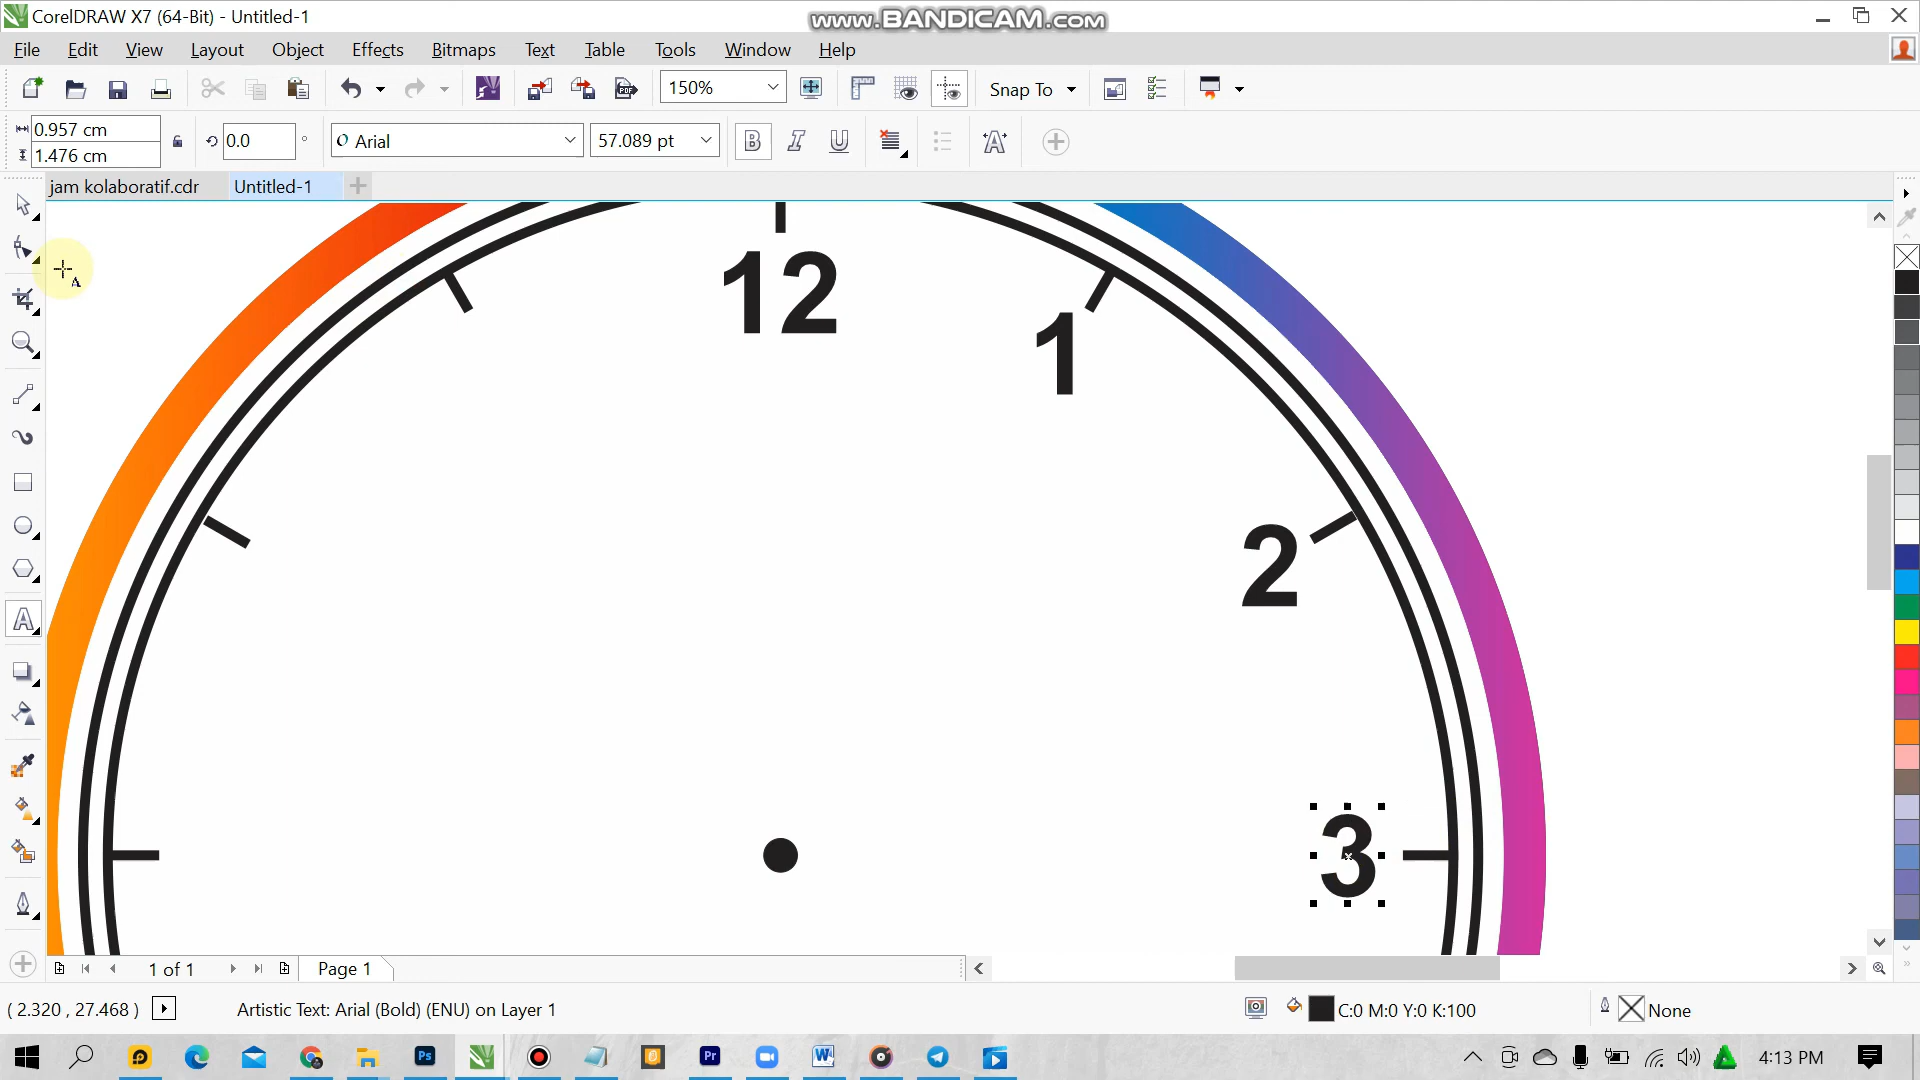 CorelDRAW X7 (64-Bit) - Untitled-1
www.BANDICAM.com
File Edit View Layout Object Effects Bitmaps Text Table Tools Window Help
PDF 150% Snap To
0.957 cm
1.476 cm
0.0 °
O Arial
57.089 pt
B I U A
jam kolaboratif.cdr Untitled-1
12
1
2
3
1 of 1 Page 1
( 2.320 , 27.468 ) Artistic Text: Arial (Bold) (ENU) on Layer 1 C:0 M:0 Y:0 K:100 None
Ps Pr W 4:13 PM